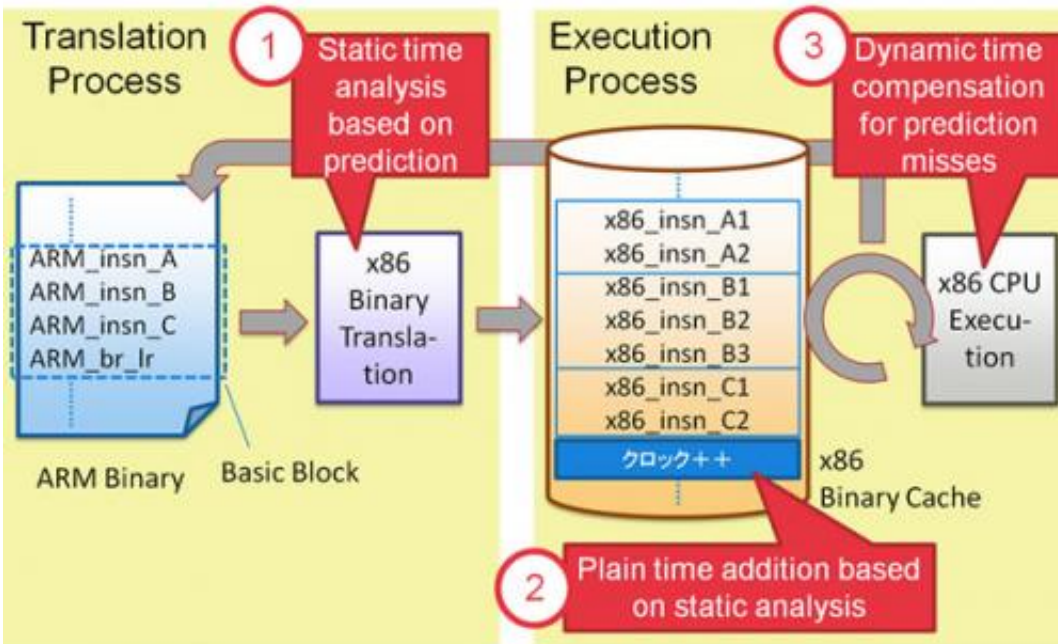 Translation
Process
1
Static time
analysis
based on
prediction
Execution
Process
3
Dynamic time
compensation
for prediction
misses
ARM_insn_A
ARM_insn_B
ARM_insn_C
ARM_br_lr
x86
Binary
Transla-
tion
x86_insn_A1
x86_insn_A2
x86_insn_B1
x86_insn_B2
x86_insn_B3
x86_insn_C1
x86_insn_C2
クロック++
x86 CPU
Execu-
tion
ARM Binary
Basic Block
x86
Binary Cache
2
Plain time addition based
on static analysis